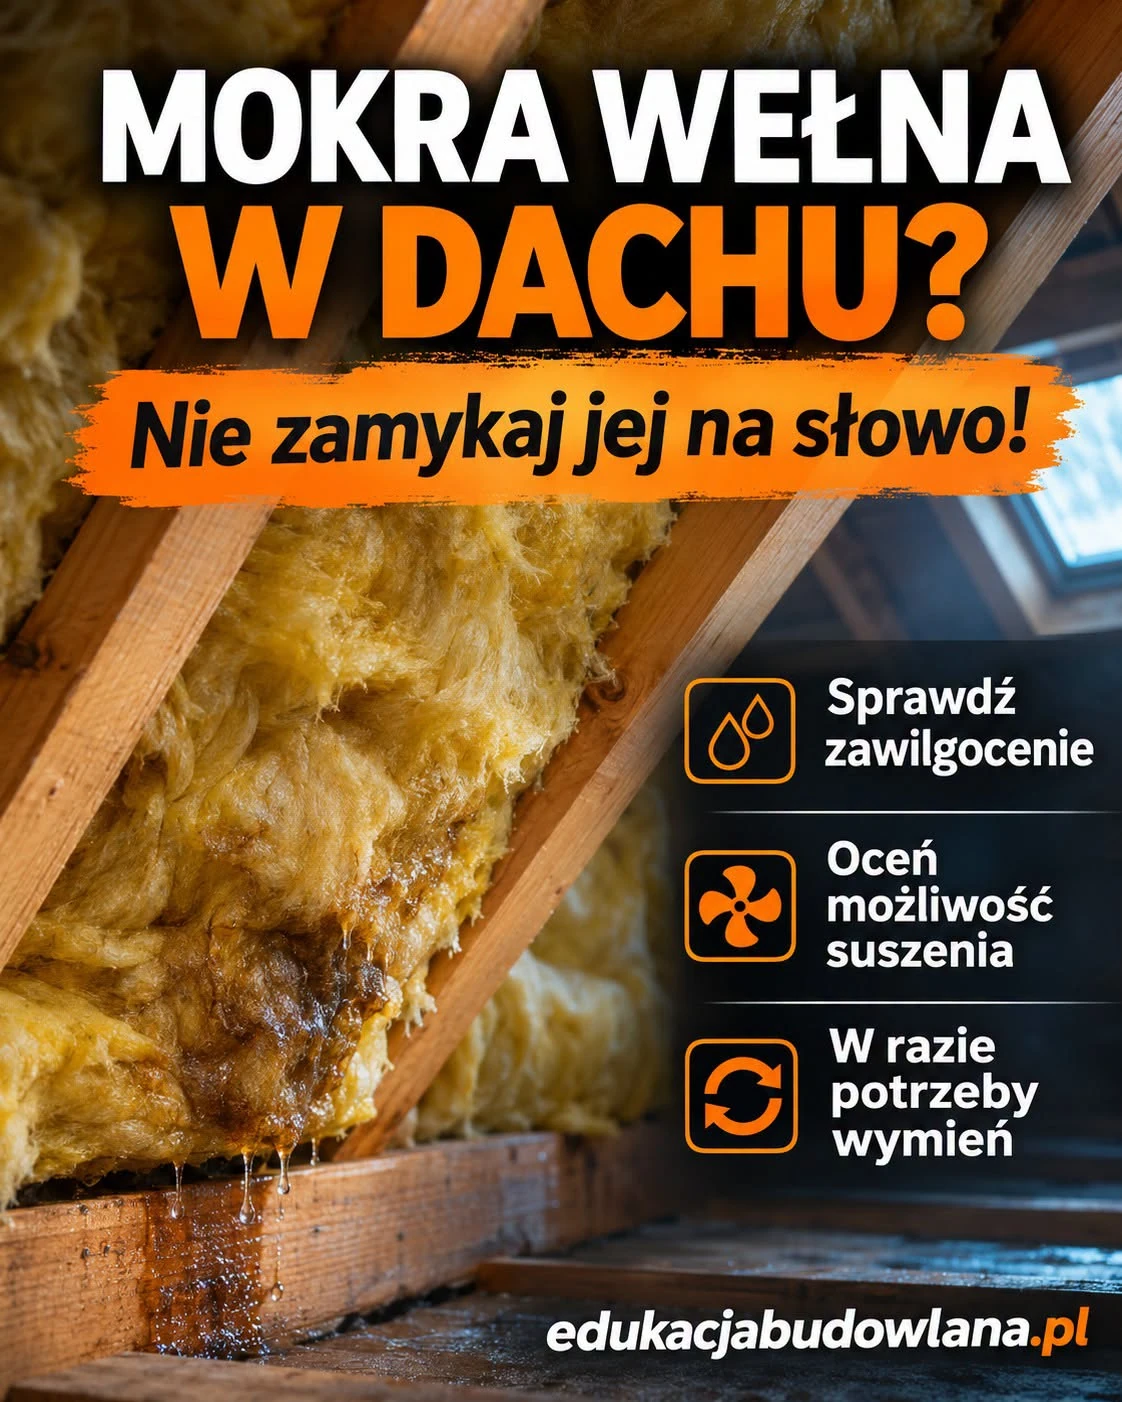 MOKRA WEŁNA
W DACHU?
Nie zamykaj jej na słowo!
Sprawdź
zawilgocenie
Oceń
możliwość
suszenia
W razie
potrzeby
wymień
edukacjabudowlana.pl